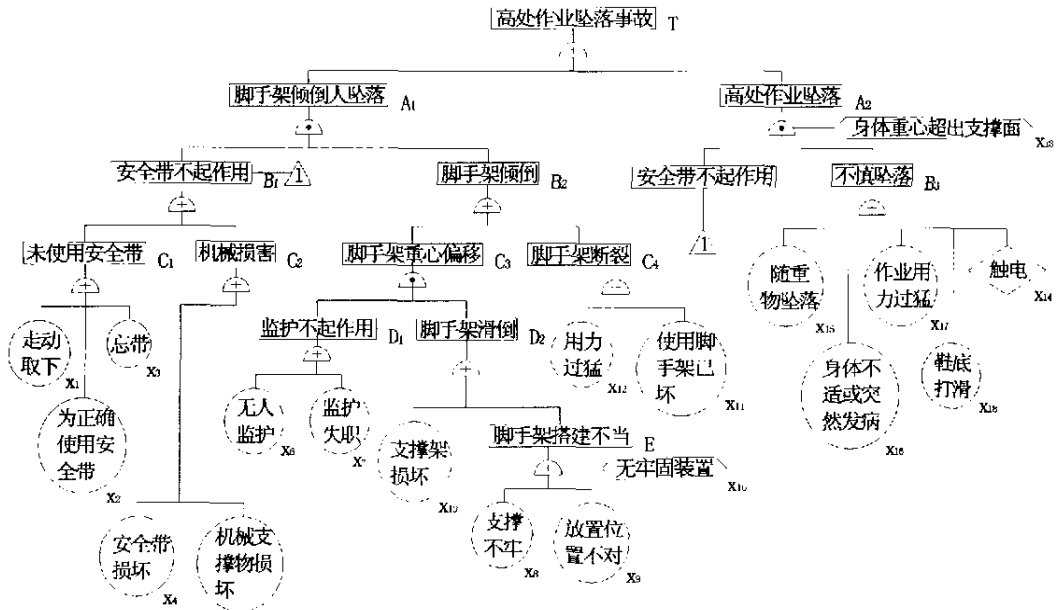 高处作业坠落事故 T
脚手架倾倒人坠落 A1
高处作业坠落 A2
身体重心超出支撑面 X13
安全带不起作用 B1
1
脚手架倾倒 B2
安全带不起作用
不慎坠落 B3
未使用安全带 C1
机械损害 C2
脚手架重心偏移 C3
脚手架断裂 C4
1
随重
物坠落
X15
作业用
力过猛
X17
触电
X14
走动
取下
X1
忘带
X3
监护不起作用 D1
脚手架滑倒 D2
用力
过猛
X12
使用脚
手架已
坏
X11
身体不
适或突
然发病
X16
鞋底
打滑
X18
为正确
使用安
全带
X2
无人
监护
X6
监护
失职
X7
支撑架
损坏
脚手架搭建不当 E
无牢固装置 X10
安全带
损坏
X4
机械支
撑物损
坏
支撑
不牢
X8
放置位
置不对
X9